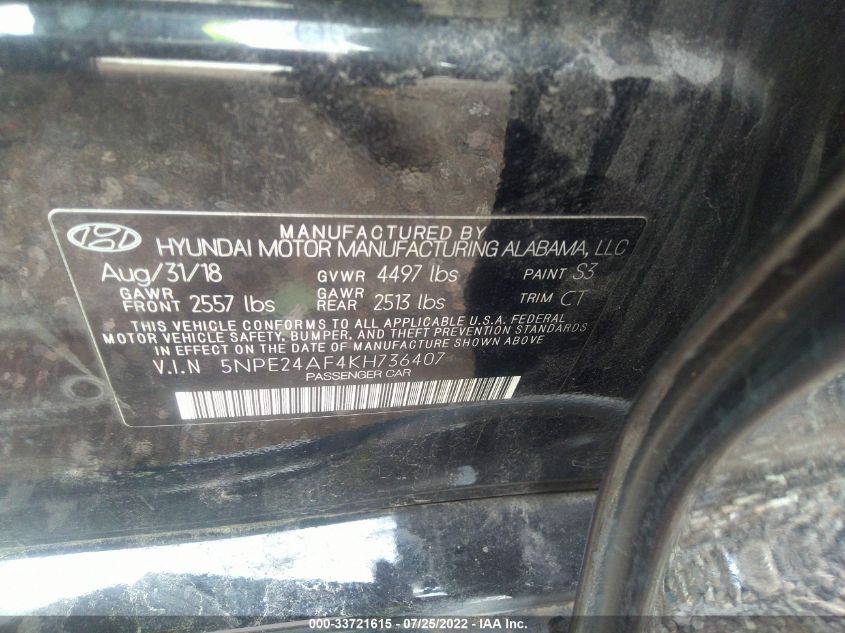 MANUFACTURED BY
HYUNDAI MOTOR MANUFACTURING ALABAMA, LLC
Aug/31/18 GVWR 4497 lbs PAINT S3
GAWR FRONT 2557 lbs GAWR REAR 2513 lbs TRIM CT
THIS VEHICLE CONFORMS TO ALL APPLICABLE U.S.A. FEDERAL
MOTOR VEHICLE SAFETY, BUMPER, AND THEFT PREVENTION STANDARDS
IN EFFECT ON THE DATE OF MANUFACTURE SHOWN ABOVE
V.I.N 5NPE24AF4KH736407
PASSENGER CAR
000-33721615 - 07/25/2022 - IAA Inc.